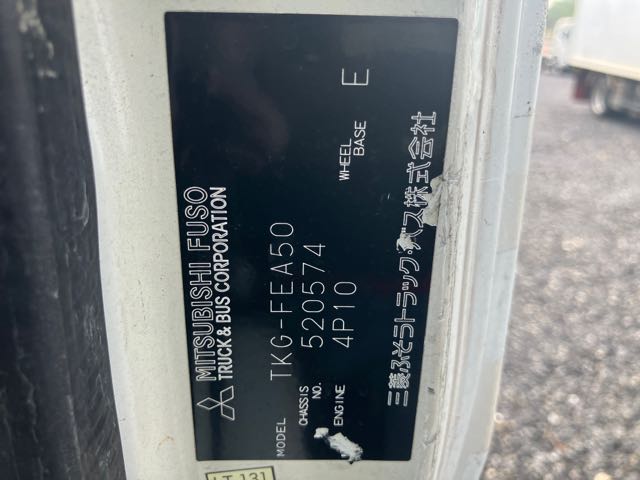 MITSUBISHI FUSO
TRUCK & BUS CORPORATION
MODEL TKG-FEA50
CHASSIS NO. 520574
ENGINE 4P10 WHEEL BASE E
三菱ふそうトラック・バス株式会社
LT 131